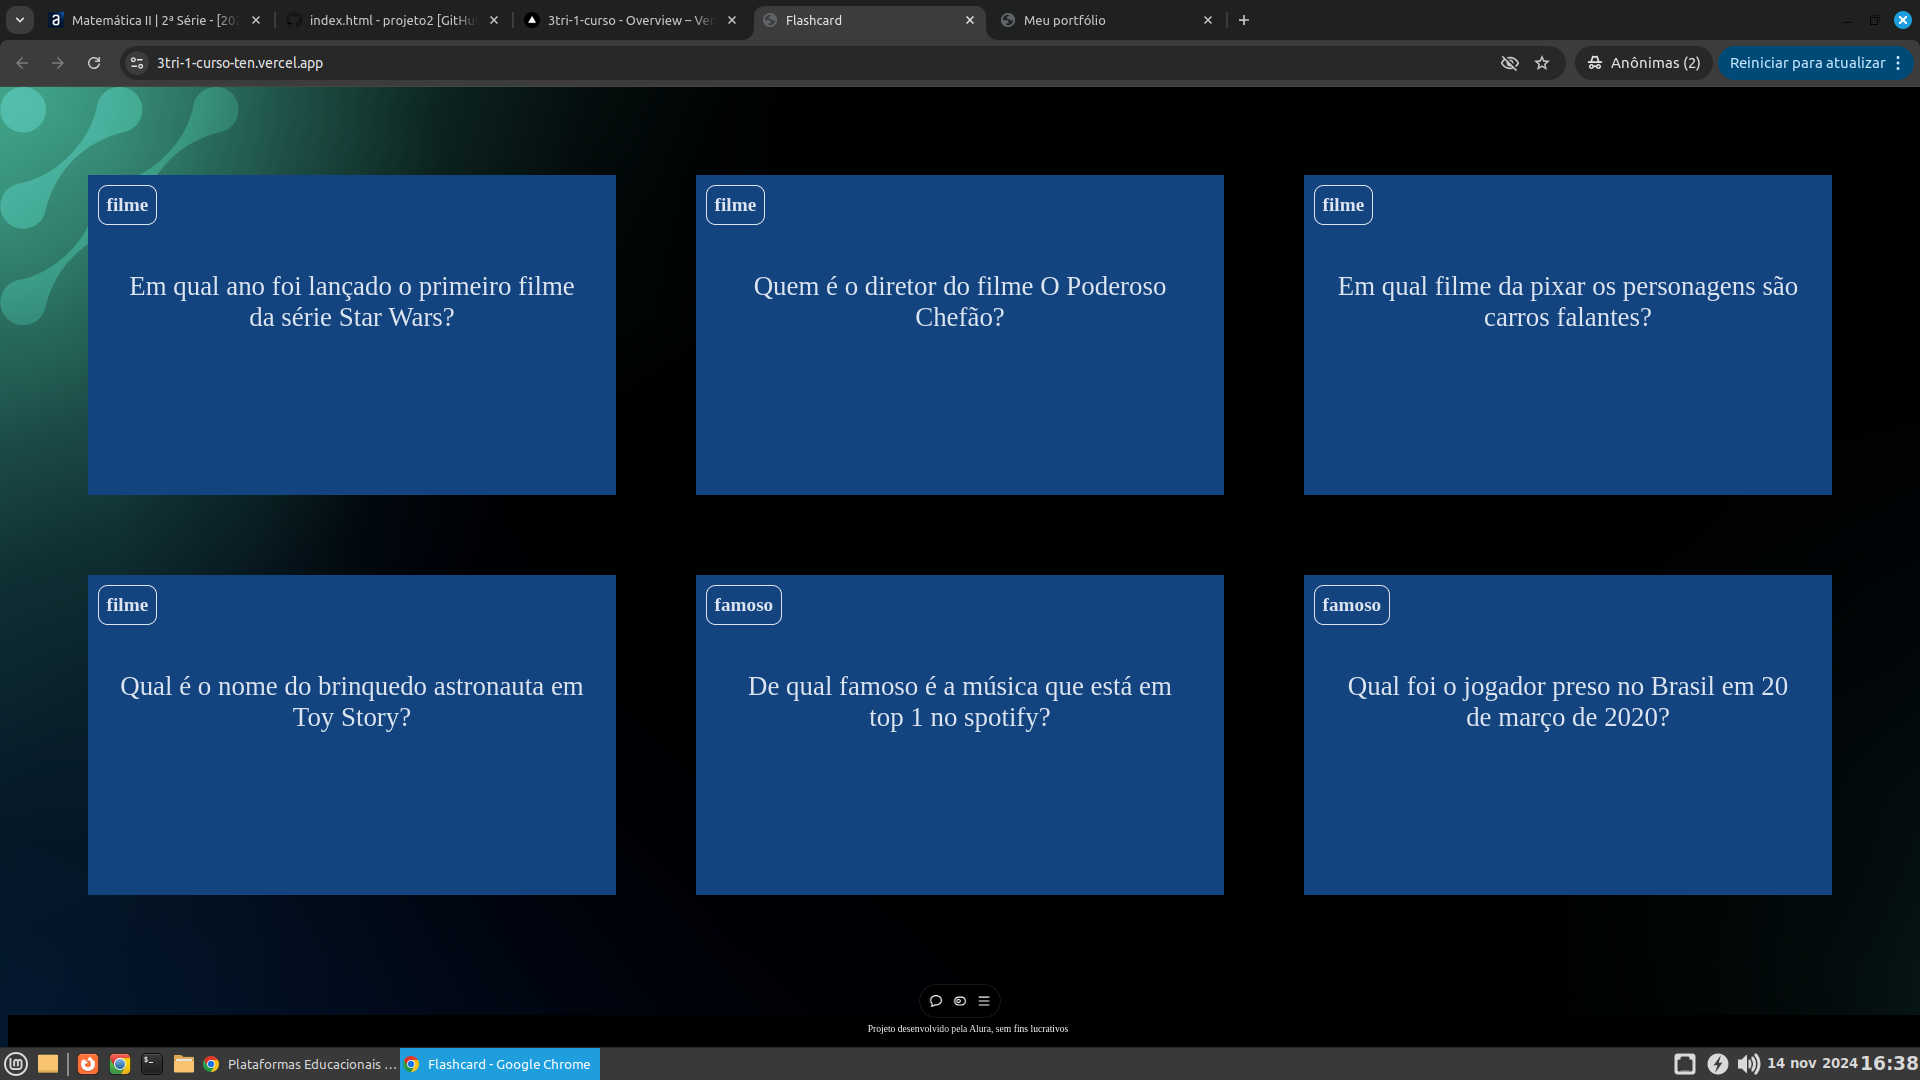 Matemática II | 2ª Série - [20
index.html - projeto2 [GitHu
3tri-1-curso - Overview – Ver
Flashcard
Meu portfólio
3tri-1-curso-ten.vercel.app
Anônimas (2)
Reiniciar para atualizar
filme
Em qual ano foi lançado o primeiro filme
da série Star Wars?
filme
Quem é o diretor do filme O Poderoso
Chefão?
filme
Em qual filme da pixar os personagens são
carros falantes?
filme
Qual é o nome do brinquedo astronauta em
Toy Story?
famoso
De qual famoso é a música que está em
top 1 no spotify?
famoso
Qual foi o jogador preso no Brasil em 20
de março de 2020?
Projeto desenvolvido pela Alura, sem fins lucrativos
Plataformas Educacionais ...
Flashcard - Google Chrome
14 nov 2024 16:38